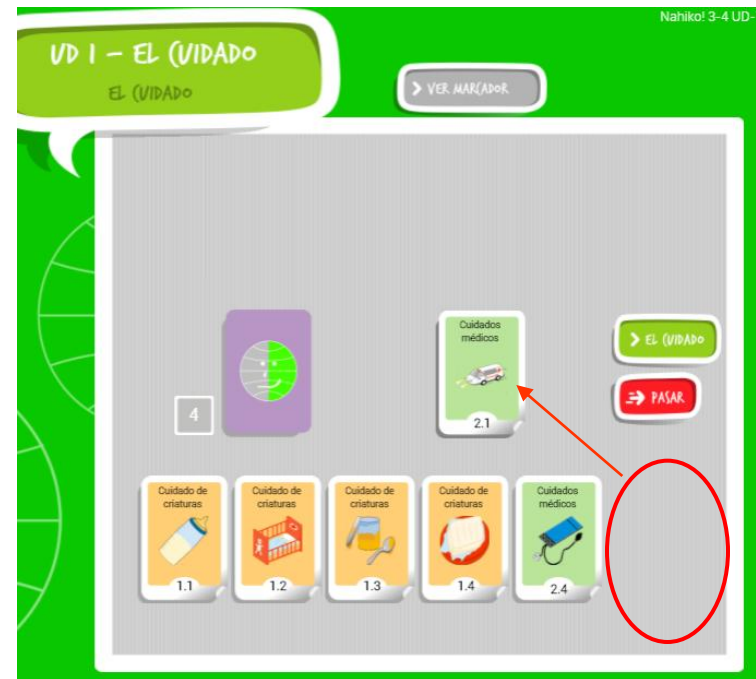 Nahiko! 3-4 UD-
UD 1 – EL CUIDADO
EL CUIDADO
VER MARCADOR
Cuidados
médicos
2.1
EL CUIDADO
PASAR
4
Cuidado de
criaturas
1.1
Cuidado de
criaturas
1.2
Cuidado de
criaturas
1.3
Cuidado de
criaturas
1.4
Cuidados
médicos
2.4